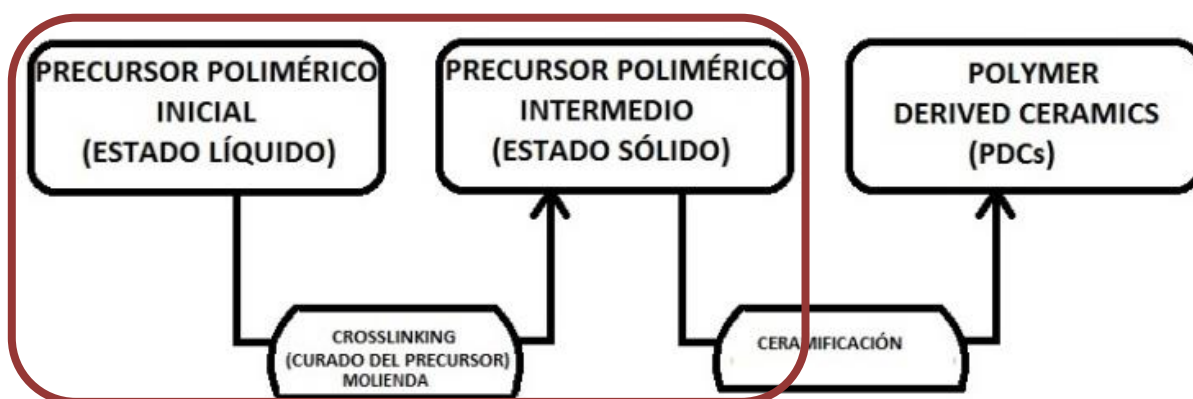 PRECURSOR POLIMÉRICO
INICIAL
(ESTADO LÍQUIDO)
PRECURSOR POLIMÉRICO
INTERMEDIO
(ESTADO SÓLIDO)
POLYMER
DERIVED CERAMICS
(PDCs)
CROSSLINKING
(CURADO DEL PRECURSOR)
MOLIENDA
CERAMIFICACIÓN